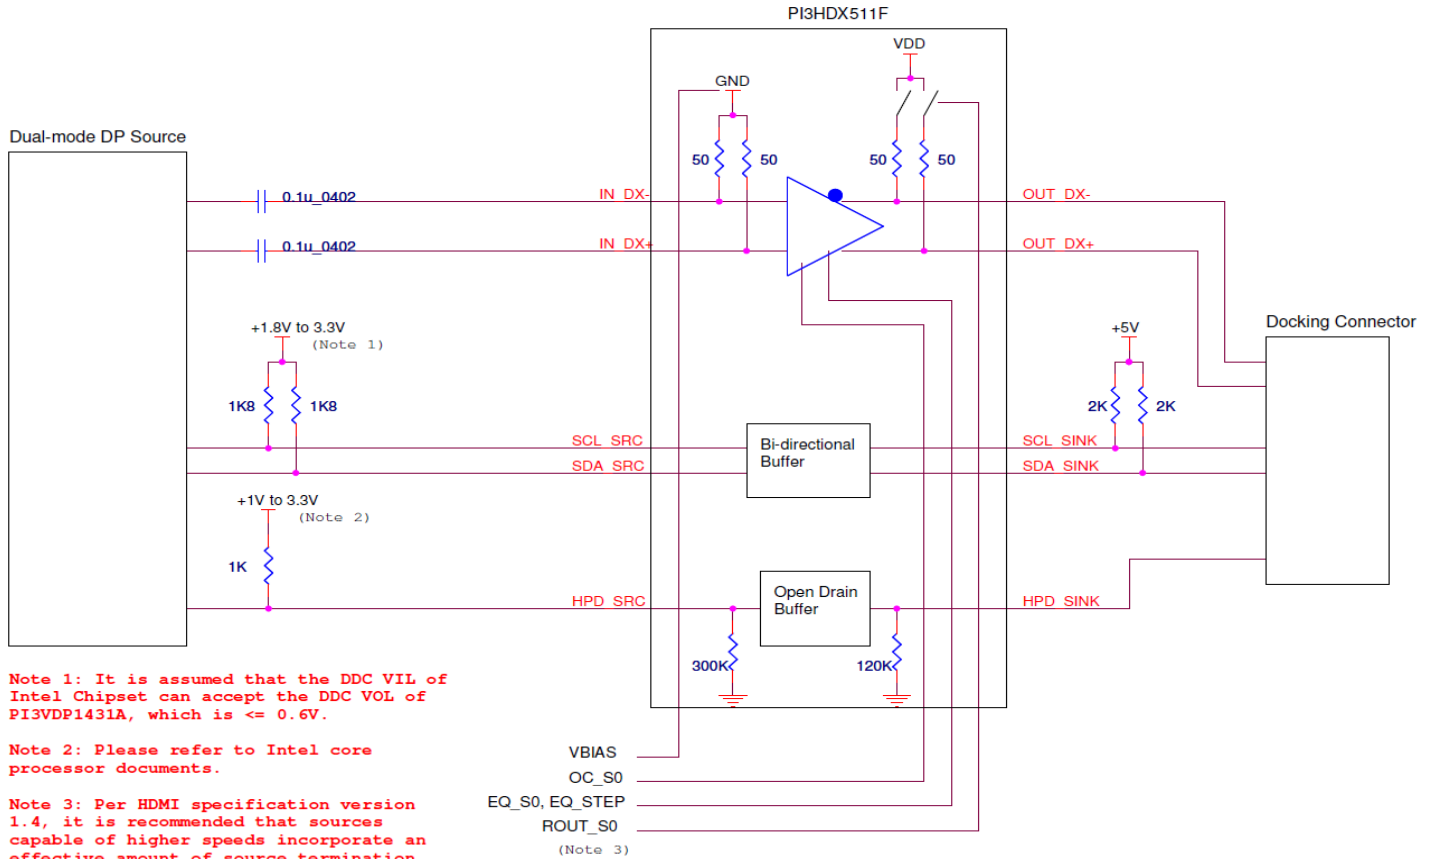 PI3HDX511F
VDD
GND
Dual-mode DP Source
50
50
50
50
0.1u_0402
IN_DX-
OUT_DX-
0.1u_0402
IN_DX+
OUT_DX+
+1.8V to 3.3V
(Note 1)
+5V
Docking Connector
1K8
1K8
2K
2K
SCL_SRC
Bi-directional
Buffer
SCL_SINK
SDA_SRC
SDA_SINK
+1V to 3.3V
(Note 2)
1K
HPD_SRC
Open Drain
Buffer
HPD_SINK
300K
120K
Note 1: It is assumed that the DDC VIL of
Intel Chipset can accept the DDC VOL of
PI3VDP1431A, which is <= 0.6V.
Note 2: Please refer to Intel core
processor documents.
Note 3: Per HDMI specification version
1.4, it is recommended that sources
capable of higher speeds incorporate an
effective amount of source termination
VBIAS
OC_S0
EQ_S0, EQ_STEP
ROUT_S0
(Note 3)